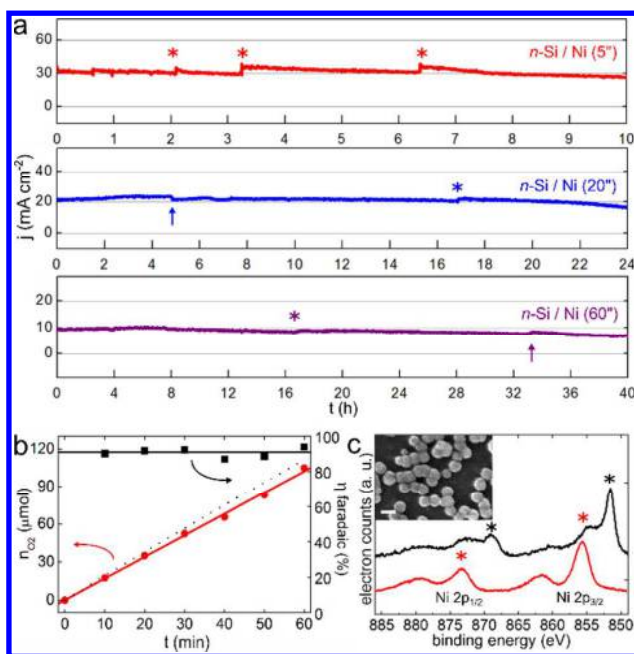 a
60
30
0
n-Si / Ni (5")
* * *
0 1 2 3 4 5 6 7 8 9 10
j (mA cm-2)
40
20
0
n-Si / Ni (20")
*
0 2 4 6 8 10 12 14 16 18 20 22 24
20
10
0
n-Si / Ni (60")
*
0 4 8 12 16 20 24 28 32 36 40
t (h)
b
nO2 (μmol)
120
90
60
30
0
100
80
60
40
20
0
η faradaic (%)
0 10 20 30 40 50 60
t (min)
c
electron counts (a. u.)
* *
* *
Ni 2p1/2 Ni 2p3/2
885 880 875 870 865 860 855 850
binding energy (eV)